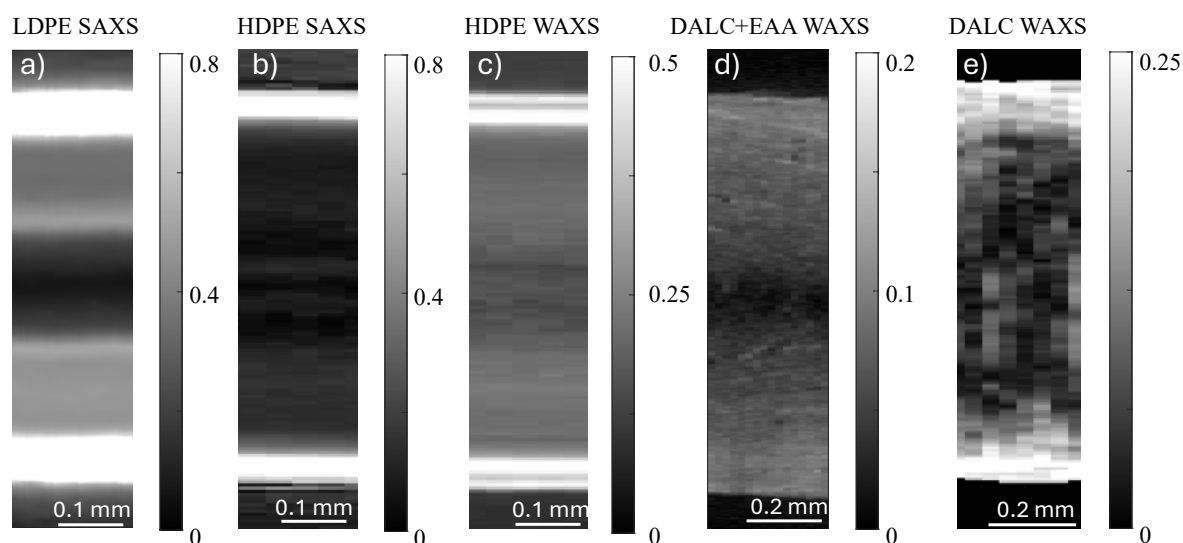 LDPE SAXS HDPE SAXS HDPE WAXS DALC+EAA WAXS DALC WAXS
a) b) c) d) e)
0.8 0.8 0.5 0.2 0.25
0.4 0.4 0.25 0.1
0.1 mm 0.1 mm 0.1 mm 0.2 mm 0.2 mm
0 0 0 0 0